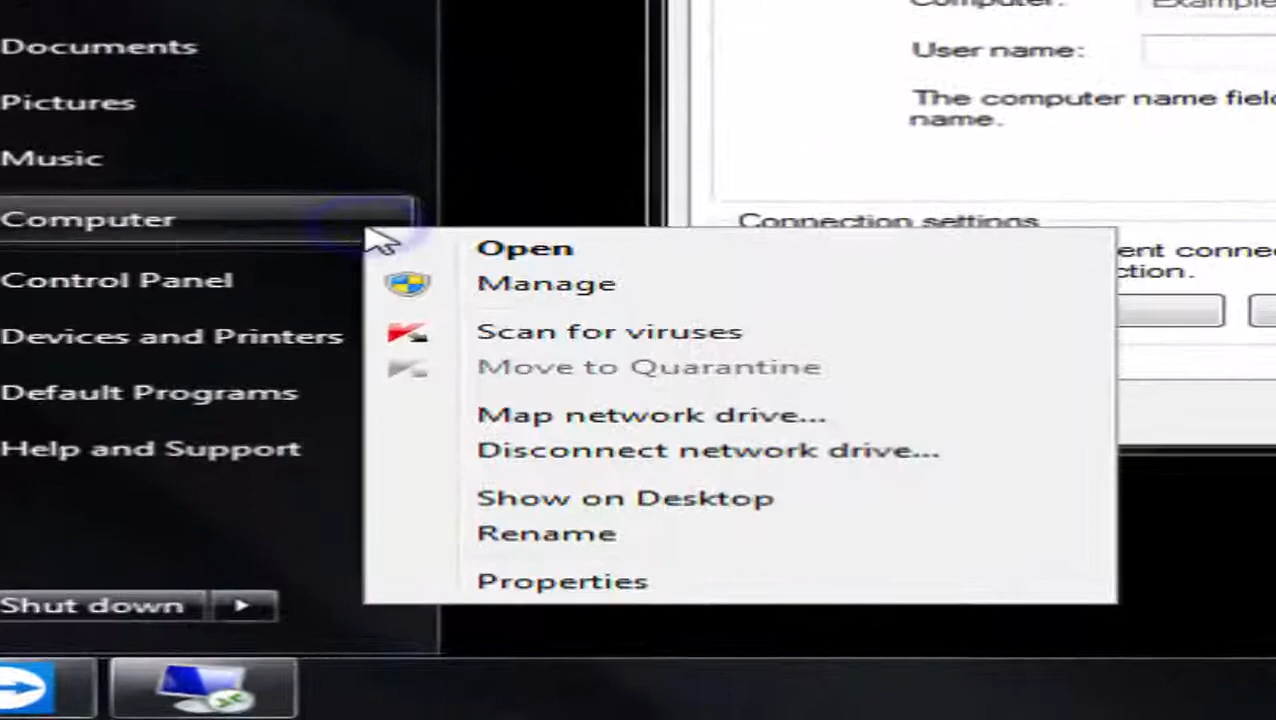 Documents
Pictures
Music
Computer
Control Panel
Devices and Printers
Default Programs
Help and Support
Shut down
Open
Manage
Scan for viruses
Move to Quarantine
Map network drive...
Disconnect network drive...
Show on Desktop
Rename
Properties
Computer:
Example
User name:
The computer name field
name.
Connection settings
ent connec
ction.